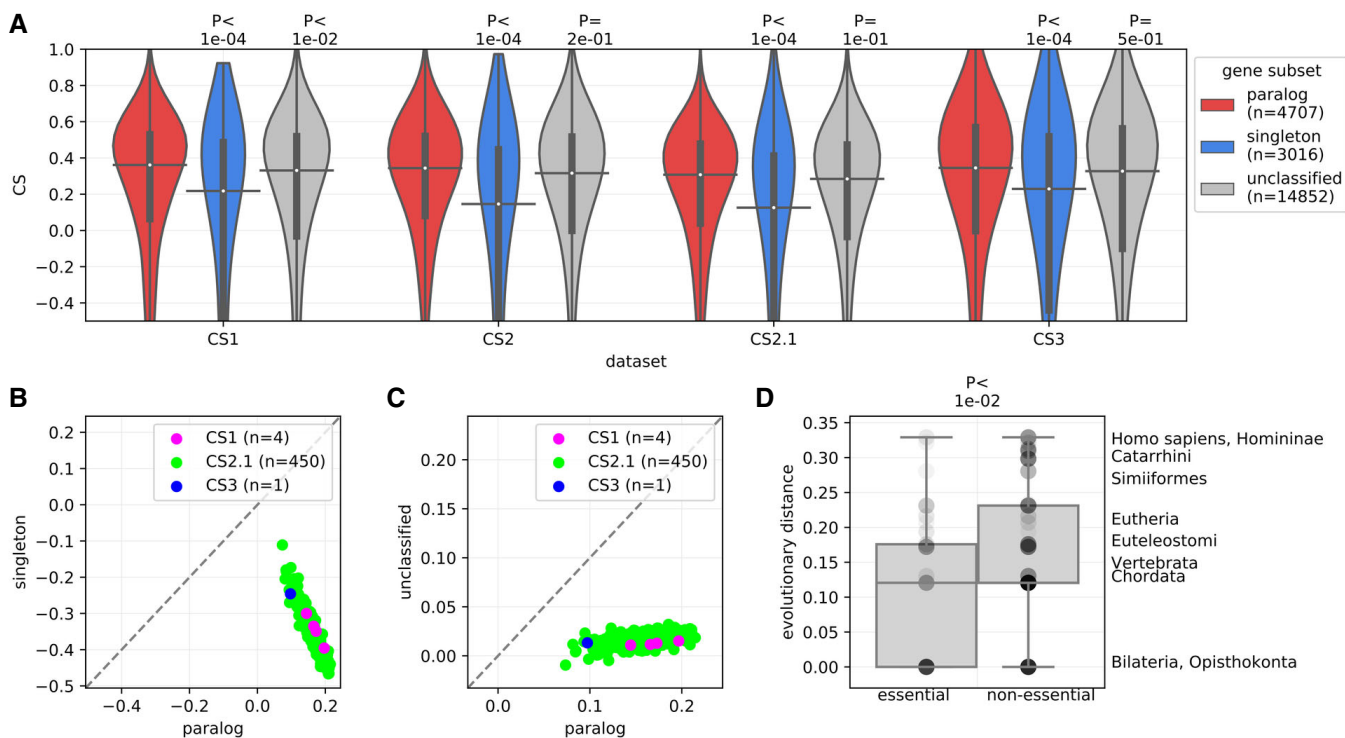 A
P<
1e-04
P<
1e-02
P<
1e-04
P=
2e-01
P<
1e-04
P=
1e-01
P<
1e-04
P=
5e-01
CS
1.0
0.8
0.6
0.4
0.2
0.0
−0.2
−0.4
CS1
CS2
CS2.1
CS3
dataset
gene subset
paralog
(n=4707)
singleton
(n=3016)
unclassified
(n=14852)
B
singleton
0.2
0.1
0.0
−0.1
−0.2
−0.3
−0.4
−0.5
CS1 (n=4)
CS2.1 (n=450)
CS3 (n=1)
−0.4
−0.2
0.0
0.2
paralog
C
unclassified
0.20
0.15
0.10
0.05
0.00
CS1 (n=4)
CS2.1 (n=450)
CS3 (n=1)
0.0
0.1
0.2
paralog
D
P<
1e-02
evolutionary distance
0.35
0.30
0.25
0.20
0.15
0.10
0.05
0.00
essential
non-essential
Homo sapiens, Homininae
Catarrhini
Simiiformes
Eutheria
Euteleostomi
Vertebrata
Chordata
Bilateria, Opisthokonta